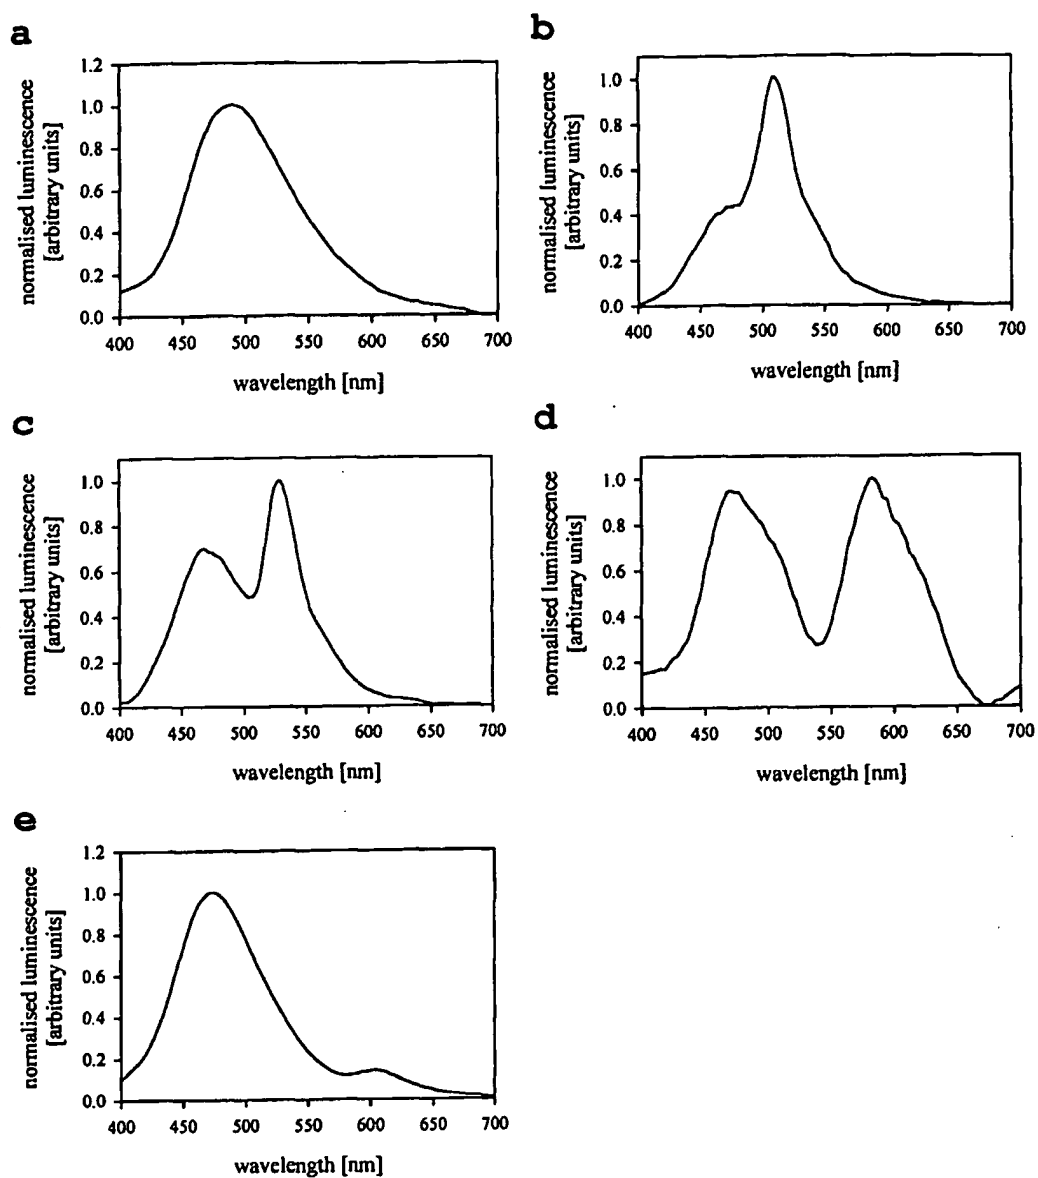 a
normalised luminescence
[arbitrary units]
1.2
1.0
0.8
0.6
0.4
0.2
0.0
400 450 500 550 600 650 700
wavelength [nm]
b
normalised luminescence
[arbitrary units]
1.0
0.8
0.6
0.4
0.2
0.0
400 450 500 550 600 650 700
wavelength [nm]
c
normalised luminescence
[arbitrary units]
1.0
0.8
0.6
0.4
0.2
0.0
400 450 500 550 600 650 700
wavelength [nm]
d
normalised luminescence
[arbitrary units]
1.0
0.8
0.6
0.4
0.2
0.0
400 450 500 550 600 650 700
wavelength [nm]
e
normalised luminescence
[arbitrary units]
1.2
1.0
0.8
0.6
0.4
0.2
0.0
400 450 500 550 600 650 700
wavelength [nm]